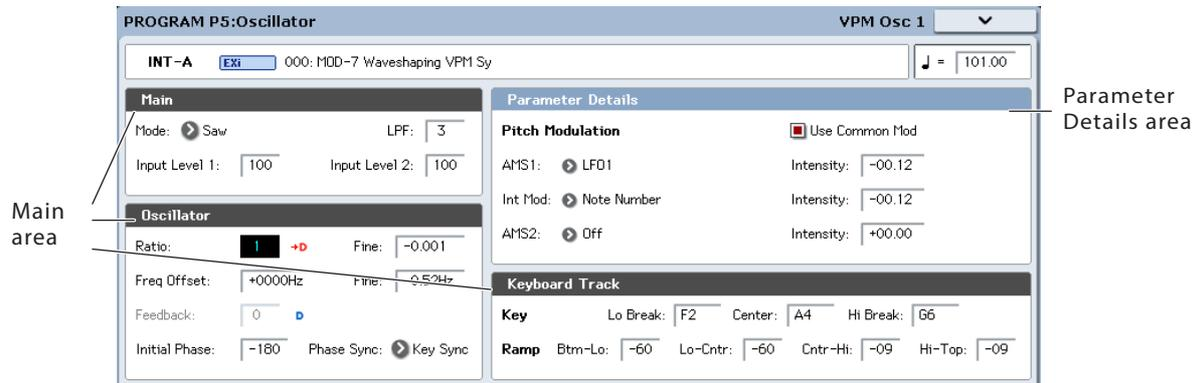 PROGRAM P5:Oscillator VPM Osc 1
INT-A EXi 000: MOD-7 Waveshaping VPM Sy ♩ = 101.00
Main
Mode: Saw LPF: 3
Input Level 1: 100 Input Level 2: 100
Parameter Details
Pitch Modulation Use Common Mod
AMS1: LFO1 Intensity: -00.12
Int Mod: Note Number Intensity: -00.12
AMS2: Off Intensity: +00.00
Parameter
Details area
Main
area
Oscillator
Ratio: 1 →D Fine: -0.001
Freq Offset: +0000Hz Fine: -0.52Hz
Feedback: 0 D
Initial Phase: -180 Phase Sync: Key Sync
Keyboard Track
Key Lo Break: F2 Center: A4 Hi Break: G6
Ramp Btm-Lo: -60 Lo-Cntr: -60 Cntr-Hi: -09 Hi-Top: -09